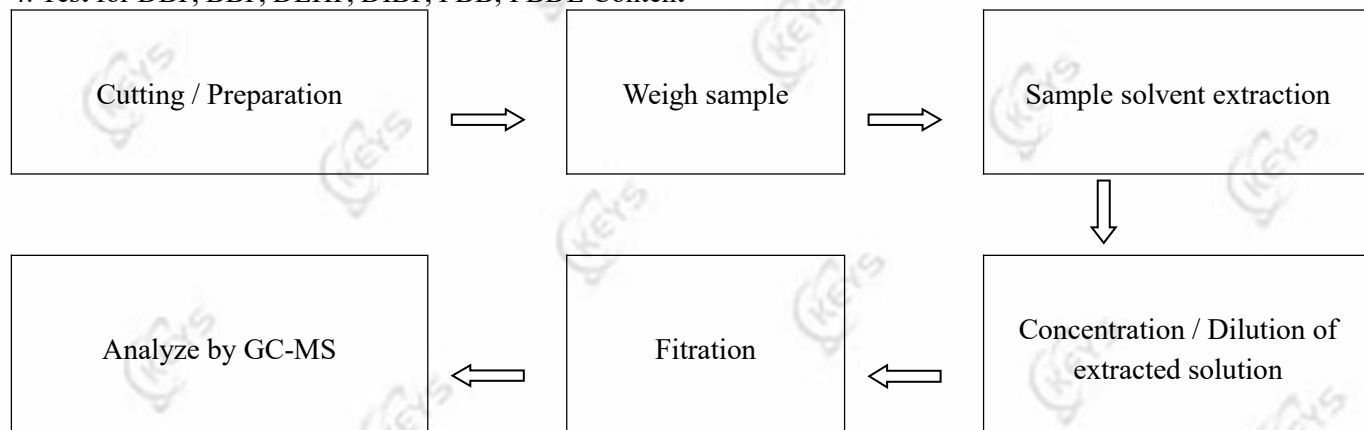 4. Test for DBP, BBP, DEHP, DIBP, PBB, PBDE Content
Cutting / Preparation
Weigh sample
Sample solvent extraction
Concentration / Dilution of
extracted solution
Fitration
Analyze by GC-MS
KEYS